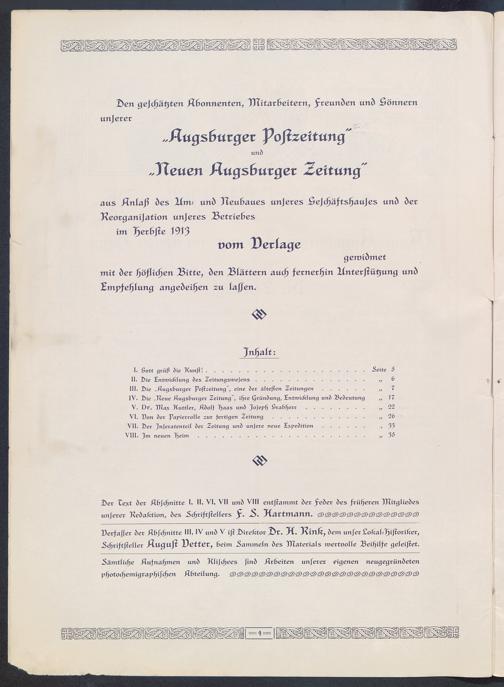 Den geschätzten Abonnenten, Mitarbeitern, Freunden und Gönnern
unserer
„Augsburger Postzeitung"
und
„Neuen Augsburger Zeitung"
aus Anlaß des Um- und Neubaues unseres Geschäftshauses und der
Reorganisation unseres Betriebes
im Herbste 1913
vom Verlage
gewidmet
mit der höflichen Bitte, den Blättern auch fernerhin Unterstützung und
Empfehlung angedeihen zu lassen.
Inhalt:
I. Gott grüß die Kunst! . . . Seite 5
II. Die Entwicklung des Zeitungswesens . . . „ 6
III. Die „Augsburger Postzeitung", eine der ältesten Zeitungen . . . „ 7
IV. Die „Neue Augsburger Zeitung", ihre Gründung, Entwicklung und Bedeutung „ 17
V. Dr. Max Huttler, Adolf Haas und Joseph Grabherr . . . „ 22
VI. Von der Papierrolle zur fertigen Zeitung . . . „ 26
VII. Der Inseratenteil der Zeitung und unsere neue Expedition . . . „ 33
VIII. Im neuen Heim . . . „ 36
Der Text der Abschnitte I, II, VI, VII und VIII entstammt der Feder des früheren Mitgliedes
unserer Redaktion, des Schriftstellers F. S. Hartmann.
Verfasser der Abschnitte III, IV und V ist Direktor Dr. H. Rink, dem unser Lokal-Historiker,
Schriftsteller August Vetter, beim Sammeln des Materials wertvolle Beihilfe geleistet.
Sämtliche Aufnahmen und Klischees sind Arbeiten unserer eigenen neugegründeten
photochemigraphischen Abteilung.
4